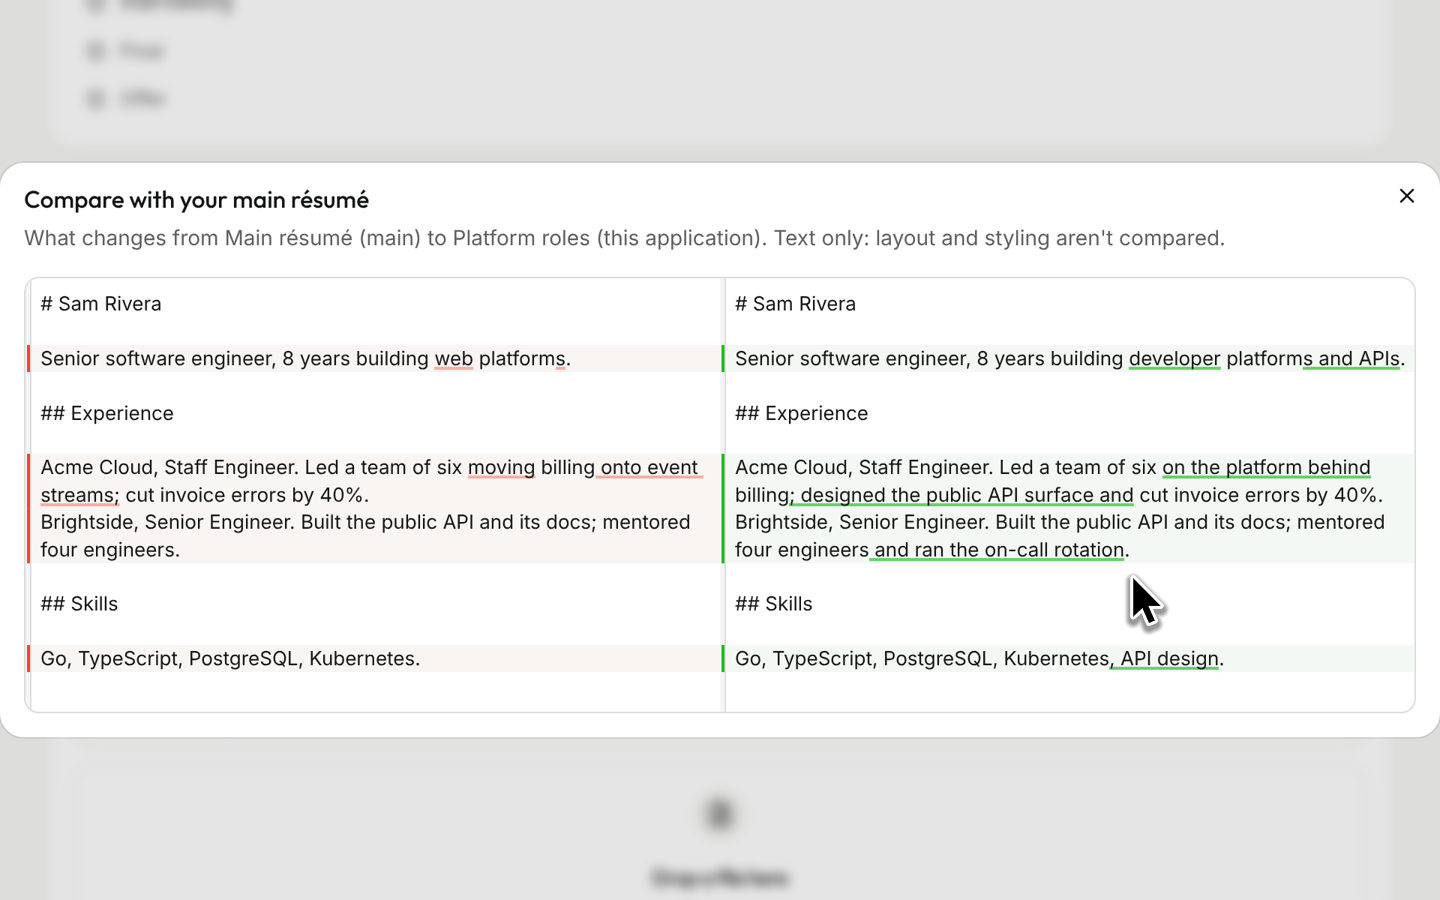 Final
Offer
Compare with your main résumé
What changes from Main résumé (main) to Platform roles (this application). Text only: layout and styling aren't compared.
# Sam Rivera
Senior software engineer, 8 years building web platforms.
## Experience
Acme Cloud, Staff Engineer. Led a team of six moving billing onto event
streams; cut invoice errors by 40%.
Brightside, Senior Engineer. Built the public API and its docs; mentored
four engineers.
## Skills
Go, TypeScript, PostgreSQL, Kubernetes.
# Sam Rivera
Senior software engineer, 8 years building developer platforms and APIs.
## Experience
Acme Cloud, Staff Engineer. Led a team of six on the platform behind
billing; designed the public API surface and cut invoice errors by 40%.
Brightside, Senior Engineer. Built the public API and its docs; mentored
four engineers and ran the on-call rotation.
## Skills
Go, TypeScript, PostgreSQL, Kubernetes, API design.
Drop a file here